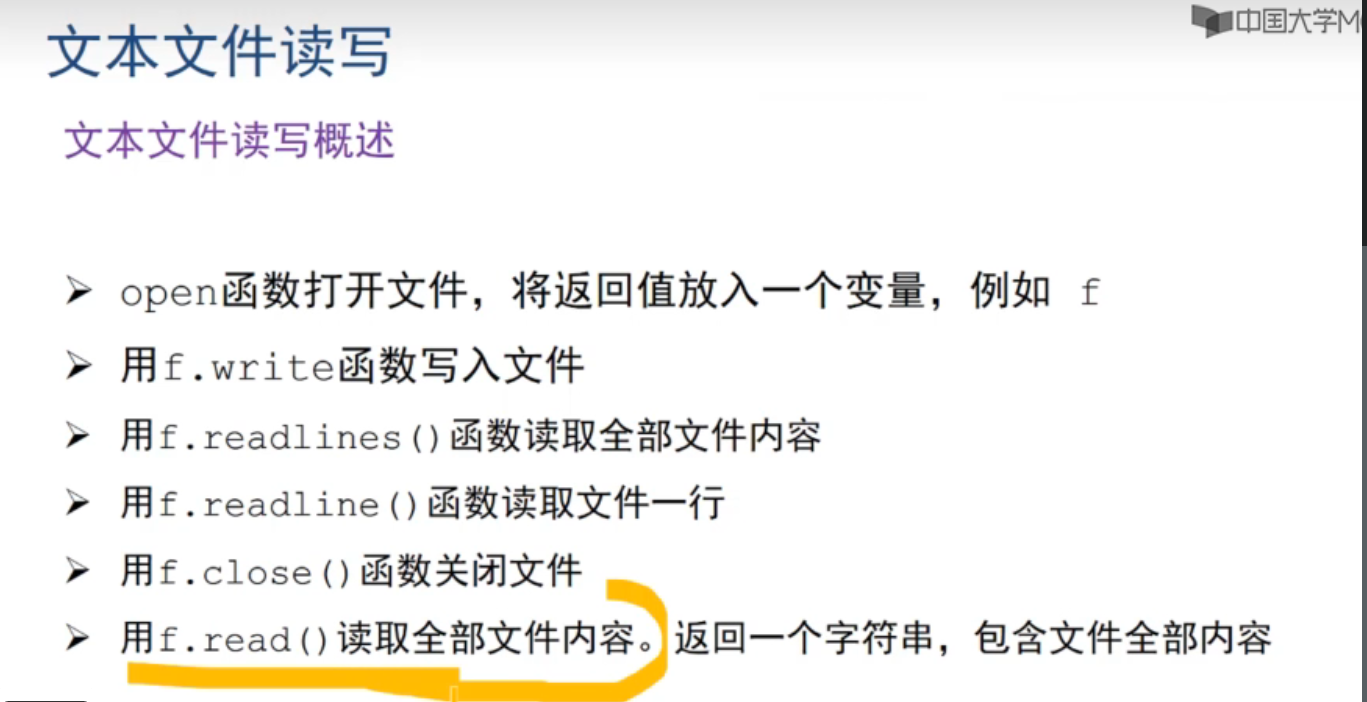 中国大学M
文本文件读写
文本文件读写概述
➢ open函数打开文件，将返回值放入一个变量，例如 f
➢ 用f.write函数写入文件
➢ 用f.readlines()函数读取全部文件内容
➢ 用f.readline()函数读取文件一行
➢ 用f.close()函数关闭文件
➢ 用f.read()读取全部文件内容。返回一个字符串，包含文件全部内容